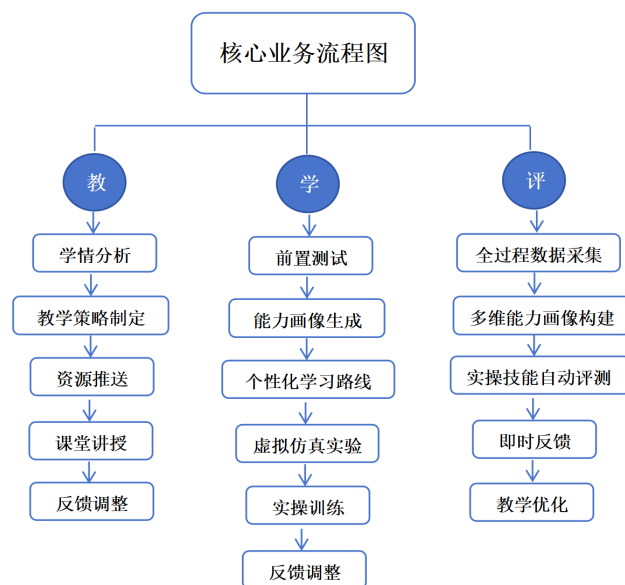 核心业务流程图
教
学
评
学情分析
教学策略制定
资源推送
课堂讲授
反馈调整
前置测试
能力画像生成
个性化学习路线
虚拟仿真实验
实操训练
反馈调整
全过程数据采集
多维能力画像构建
实操技能自动评测
即时反馈
教学优化